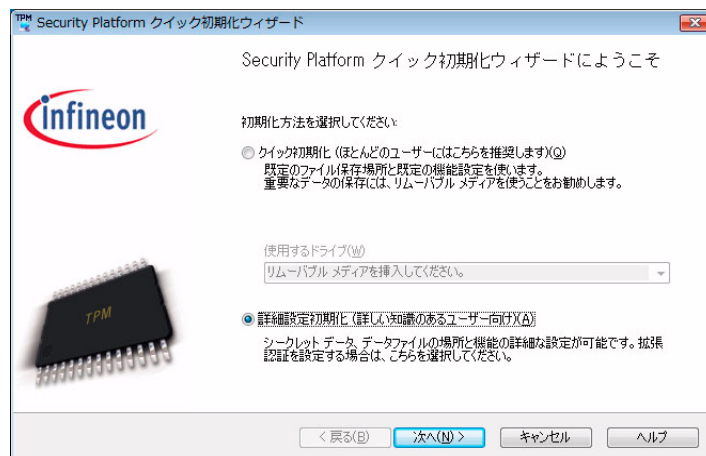 Security Platform クイック初期化ウィザード
Security Platform クイック初期化ウィザードにようこそ
infineon
初期化方法を選択してください:
クイック初期化 (ほとんどのユーザーにはこちらを推奨します)(Q)
既定のファイル保存場所と既定の機能設定を使います。
重要なデータの保存には、リムーバブル メディアを使うことをお勧めします。
使用するドライブ(W)
リムーバブル メディアを挿入してください。
TPM
詳細設定初期化 (詳しい知識のあるユーザー向け)(A)
シークレット データ、データファイルの場所と機能の詳細な設定が可能です。拡張
認証を設定する場合は、こちらを選択してください。
< 戻る(B)
次へ(N) >
キャンセル
ヘルプ